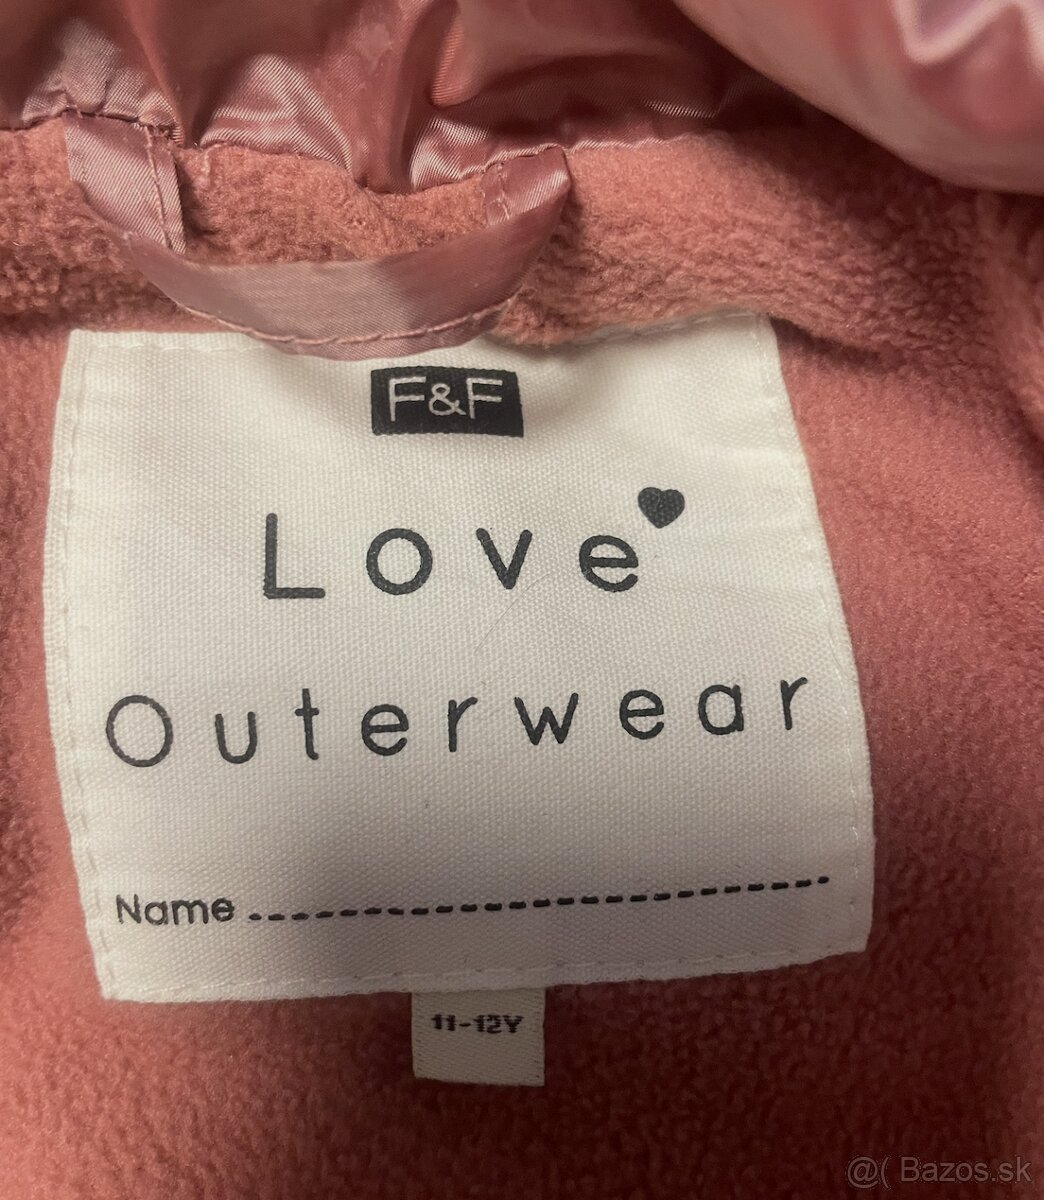 F&F
Love
Outerwear
Name
11-12Y
@( Bazos.sk